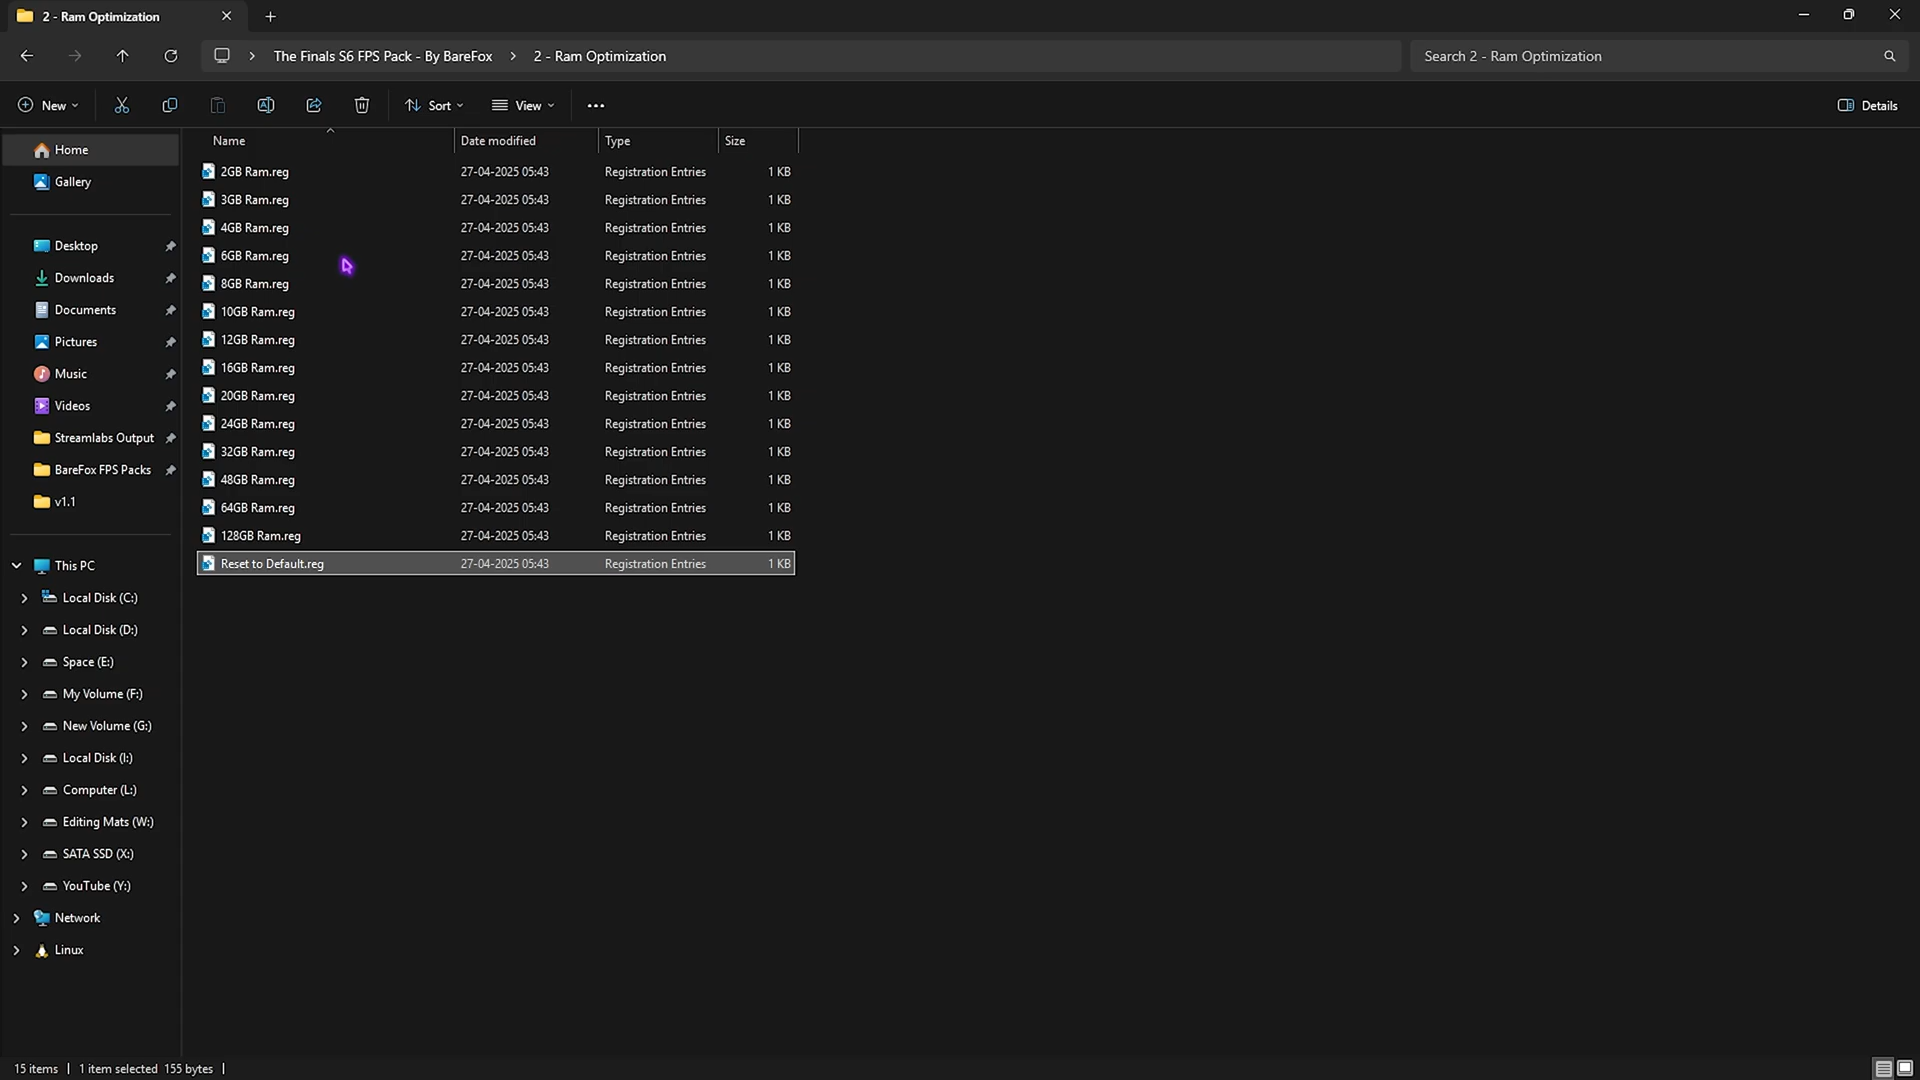 2 - Ram Optimization
The Finals S6 FPS Pack - By BareFox > 2 - Ram Optimization
Search 2 - Ram Optimization
New
Sort
View
Details
Name Date modified Type Size
2GB Ram.reg 27-04-2025 05:43 Registration Entries 1 KB
3GB Ram.reg 27-04-2025 05:43 Registration Entries 1 KB
4GB Ram.reg 27-04-2025 05:43 Registration Entries 1 KB
6GB Ram.reg 27-04-2025 05:43 Registration Entries 1 KB
8GB Ram.reg 27-04-2025 05:43 Registration Entries 1 KB
10GB Ram.reg 27-04-2025 05:43 Registration Entries 1 KB
12GB Ram.reg 27-04-2025 05:43 Registration Entries 1 KB
16GB Ram.reg 27-04-2025 05:43 Registration Entries 1 KB
20GB Ram.reg 27-04-2025 05:43 Registration Entries 1 KB
24GB Ram.reg 27-04-2025 05:43 Registration Entries 1 KB
32GB Ram.reg 27-04-2025 05:43 Registration Entries 1 KB
48GB Ram.reg 27-04-2025 05:43 Registration Entries 1 KB
64GB Ram.reg 27-04-2025 05:43 Registration Entries 1 KB
128GB Ram.reg 27-04-2025 05:43 Registration Entries 1 KB
Reset to Default.reg 27-04-2025 05:43 Registration Entries 1 KB
Home
Gallery
Desktop
Downloads
Documents
Pictures
Music
Videos
Streamlabs Output
BareFox FPS Packs
v1.1
This PC
Local Disk (C:)
Local Disk (D:)
Space (E:)
My Volume (F:)
New Volume (G:)
Local Disk (I:)
Computer (L:)
Editing Mats (W:)
SATA SSD (X:)
YouTube (Y:)
Network
Linux
15 items | 1 item selected 155 bytes |